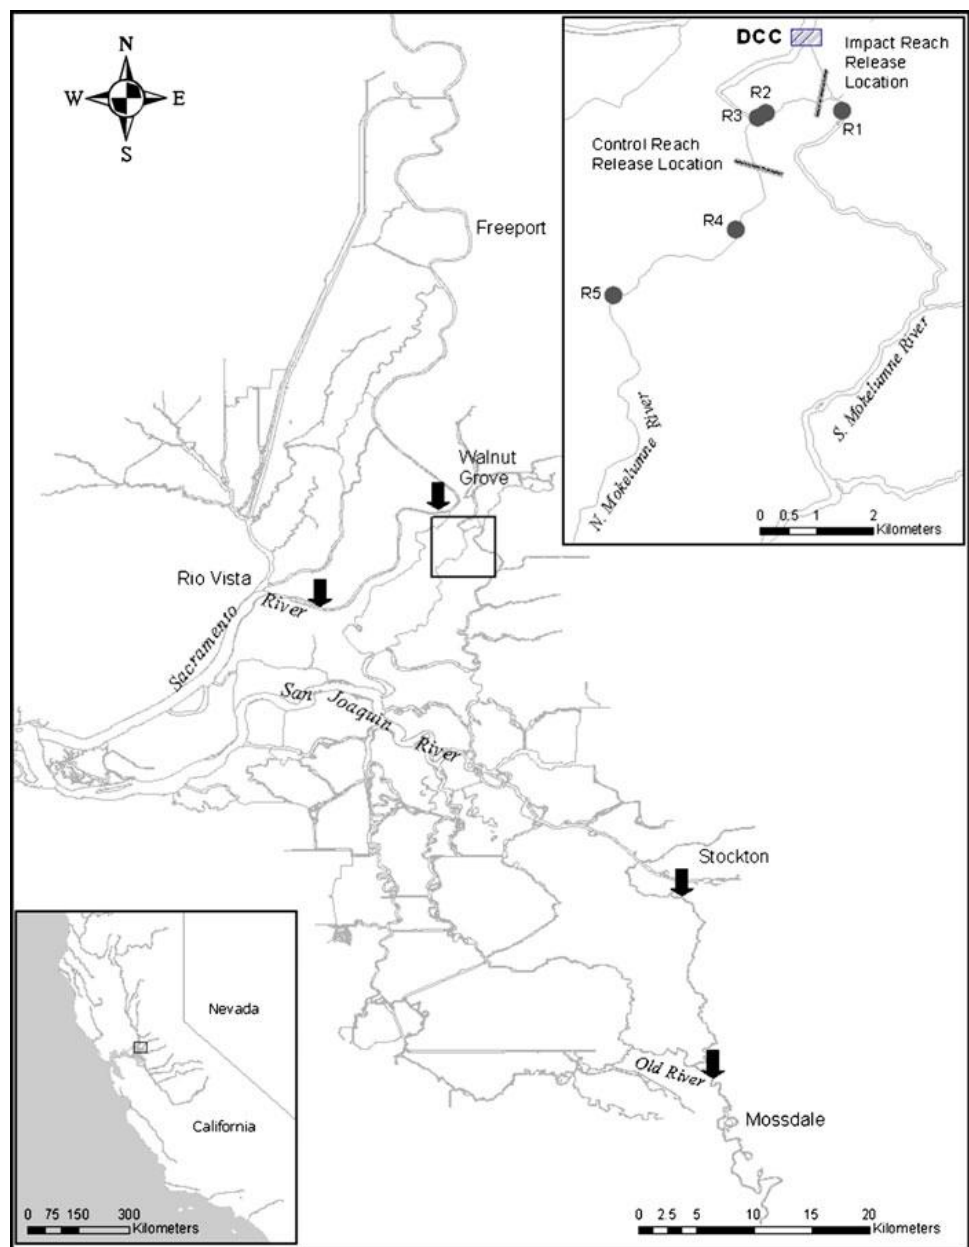 N
W E
S
DCC
Impact Reach
Release
Location
R2
R3
R1
Control Reach
Release Location
R4
R5
S. Mokelumne River
N. Mokelumne River
0 0.5 1 2
Kilometers
Freeport
Walnut
Grove
Rio Vista
Sacramento
River
San Joaquin River
Stockton
Old River
Mossdale
Nevada
California
0 75 150 300
Kilometers
0 2.5 5 10 15 20
Kilometers